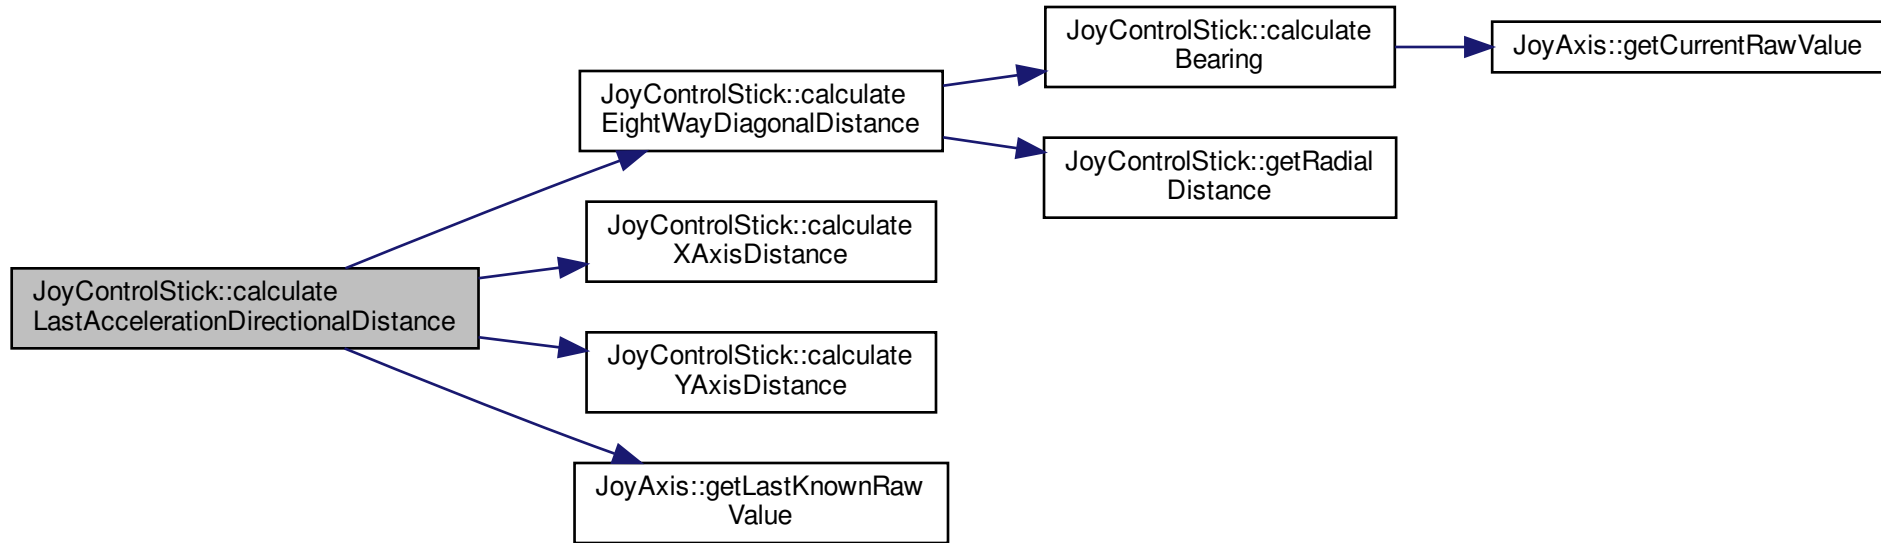 JoyControlStick::calculate
LastAccelerationDirectionalDistance
JoyControlStick::calculate
EightWayDiagonalDistance
JoyControlStick::calculate
Bearing
JoyAxis::getCurrentRawValue
JoyControlStick::getRadial
Distance
JoyControlStick::calculate
XAxisDistance
JoyControlStick::calculate
YAxisDistance
JoyAxis::getLastKnownRaw
Value